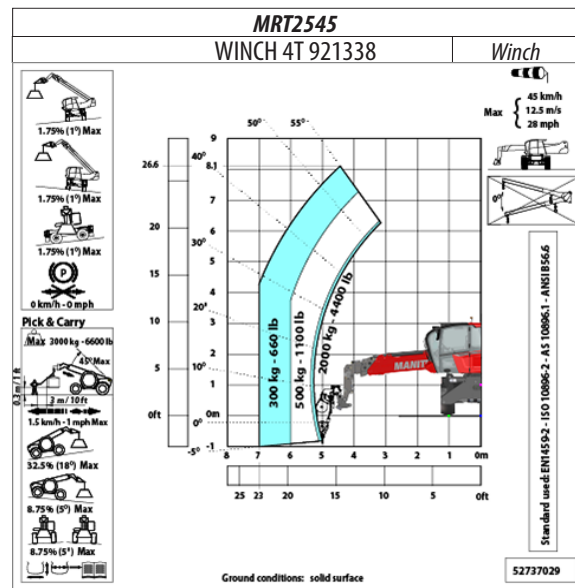 MRT2545
WINCH 4T 921338
Winch
1.75% (1°) Max
1.75% (1°) Max
1.75% (1°) Max
P
0 km/h - 0 mph
Pick & Carry
Max 3000 kg - 6600 lb
45° Max
0.3 m / 1 ft
3 m / 10 ft
1.5 km/h - 1 mph Max
32.5% (18°) Max
8.75% (5°) Max
8.75% (5°) Max
Max
45 km/h
12.5 m/s
28 mph
0°
50°
55°
40°
30°
20°
10°
0°
-5°
26.6
20
15
10
5
0ft
9
8.1
7
6
5
4
3
2
1
0m
-1
300 kg - 660 lb
500 kg - 1100 lb
2000 kg - 4400 lb
MANIT
8 7 6 5 4 3 2 1 0m
25 23 20 15 10 5 0ft
Ground conditions: solid surface
Standard used: EN14592 - ISO 10896-2 - AS 10896.1 - ANSI B56.6
52737029